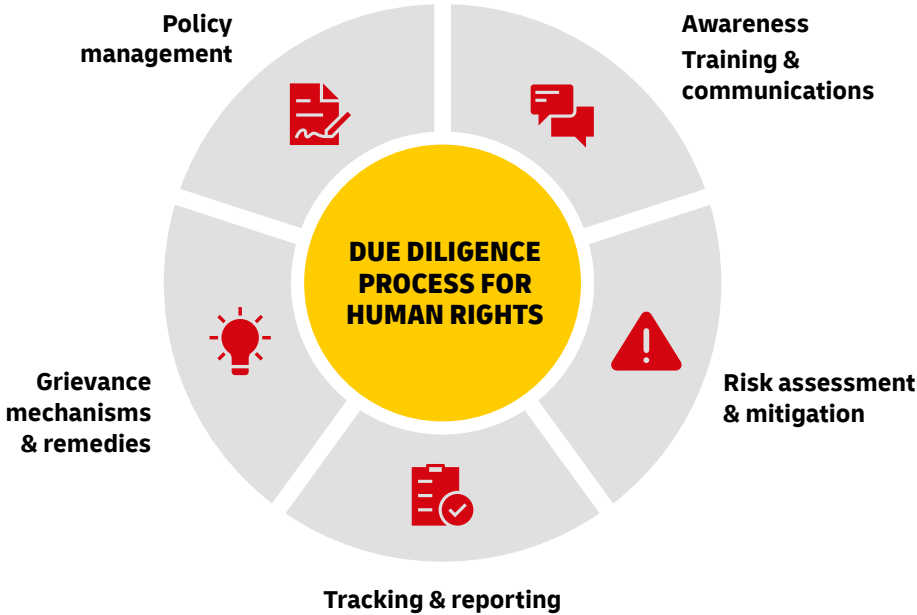 Policy
management
Awareness
Training &
communications
DUE DILIGENCE
PROCESS FOR
HUMAN RIGHTS
Risk assessment
& mitigation
Grievance
mechanisms
& remedies
Tracking & reporting